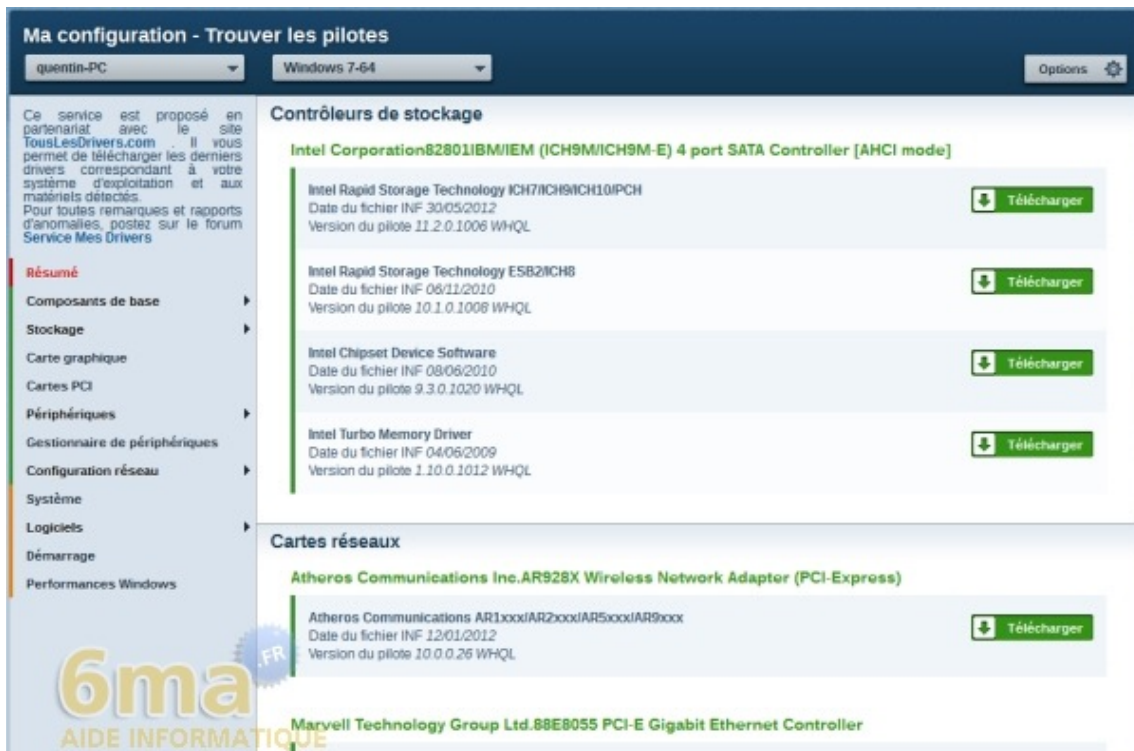 Ma configuration - Trouver les pilotes
quentin-PC
Windows 7-64
Options
Ce service est proposé en
partenariat avec le site
TousLesDrivers.com . Il vous
permet de télécharger les derniers
drivers correspondant à votre
système d'exploitation et aux
matériels détectés.
Pour toutes remarques et rapports
d'anomalies, postez sur le forum
Service Mes Drivers
Résumé
Composants de base
Stockage
Carte graphique
Cartes PCI
Périphériques
Gestionnaire de périphériques
Configuration réseau
Système
Logiciels
Démarrage
Performances Windows
Contrôleurs de stockage
Intel Corporation82801IBM/IEM (ICH9M/ICH9M-E) 4 port SATA Controller [AHCI mode]
Intel Rapid Storage Technology ICH7/ICH9/ICH10/PCH
Date du fichier INF 30/05/2012
Version du pilote 11.2.0.1006 WHQL
Télécharger
Intel Rapid Storage Technology ESB2/ICH8
Date du fichier INF 06/11/2010
Version du pilote 10.1.0.1008 WHQL
Télécharger
Intel Chipset Device Software
Date du fichier INF 08/06/2010
Version du pilote 9.3.0.1020 WHQL
Télécharger
Intel Turbo Memory Driver
Date du fichier INF 04/06/2009
Version du pilote 1.10.0.1012 WHQL
Télécharger
Cartes réseaux
Atheros Communications Inc.AR928X Wireless Network Adapter (PCI-Express)
Atheros Communications AR1xxx/AR2xxx/AR5xxx/AR9xxx
Date du fichier INF 12/01/2012
Version du pilote 10.0.0.26 WHQL
Télécharger
Marvell Technology Group Ltd.88E8055 PCI-E Gigabit Ethernet Controller
6ma .FR
AIDE INFORMATIQUE